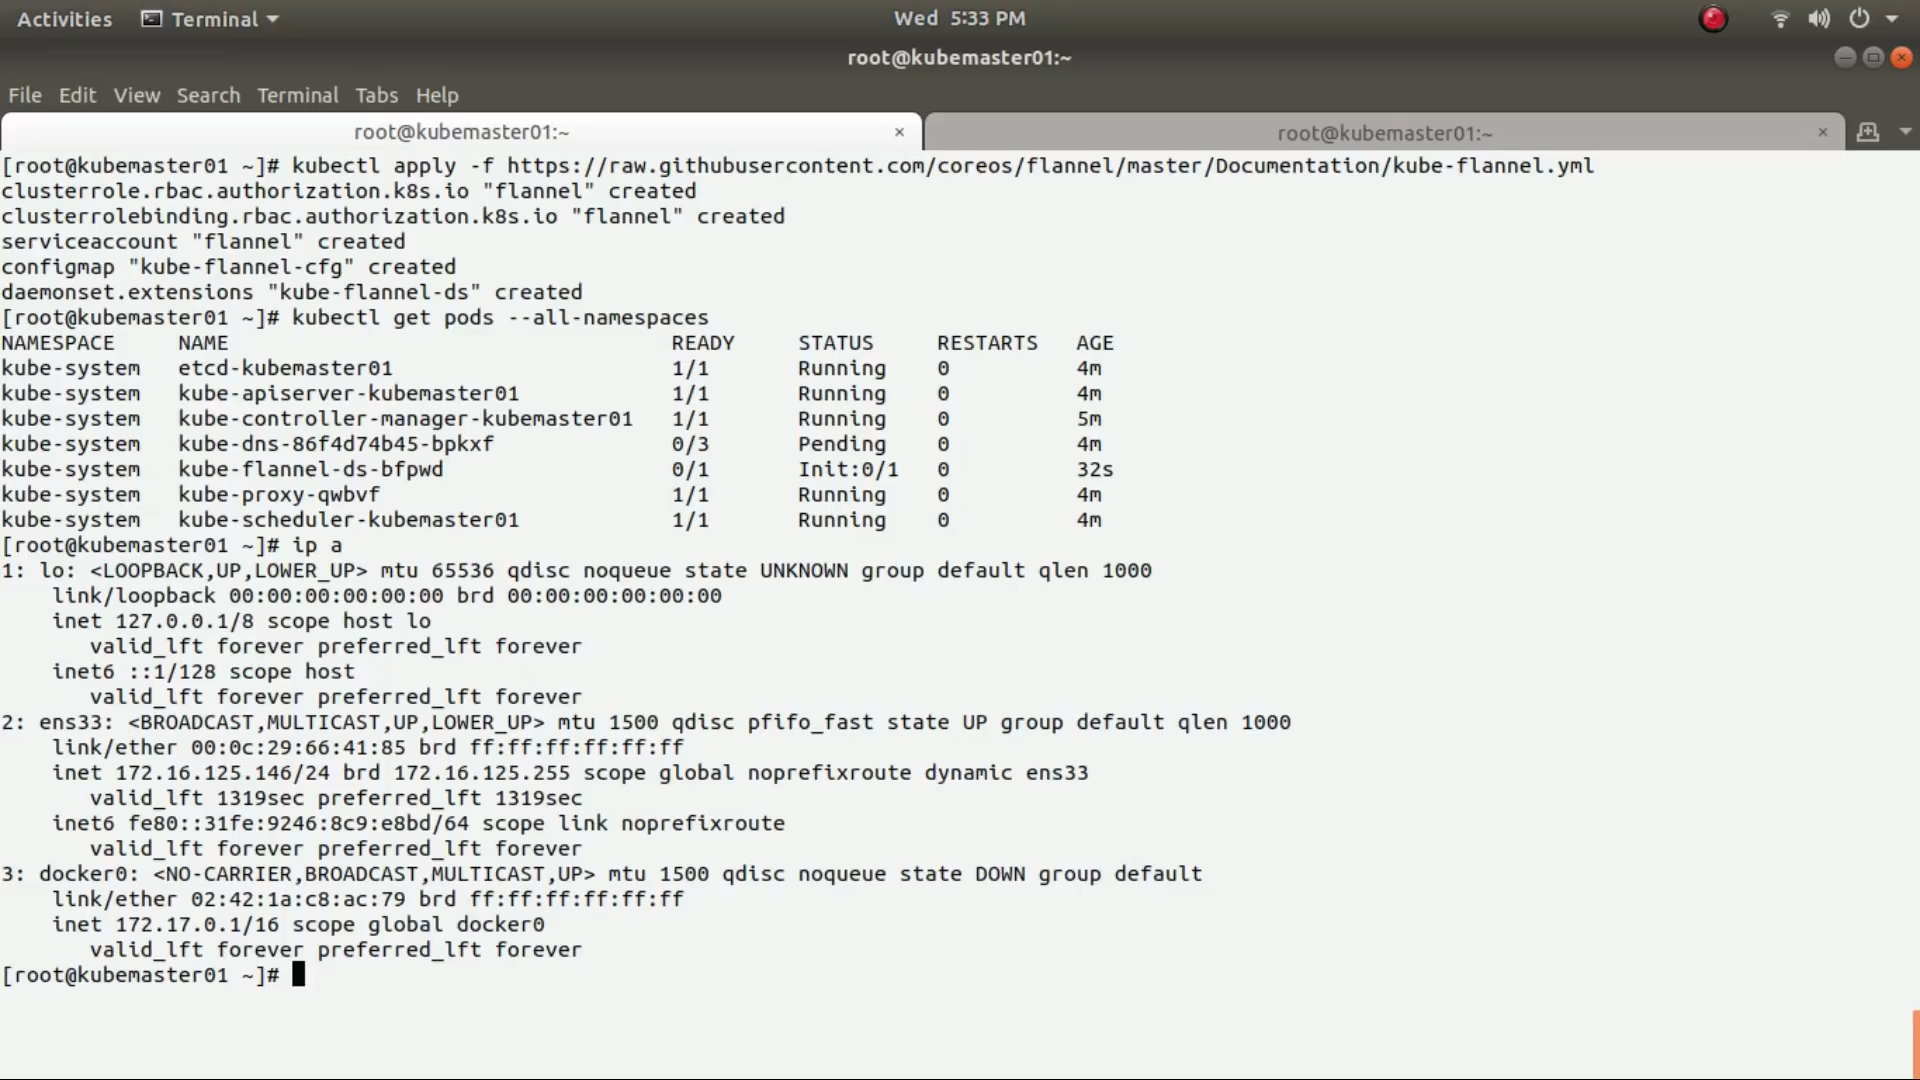 Activities Terminal Wed 5:33 PM
root@kubemaster01:~
File Edit View Search Terminal Tabs Help
root@kubemaster01:~ × root@kubemaster01:~ ×
[root@kubemaster01 ~]# kubectl apply -f https://raw.githubusercontent.com/coreos/flannel/master/Documentation/kube-flannel.yml
clusterrole.rbac.authorization.k8s.io "flannel" created
clusterrolebinding.rbac.authorization.k8s.io "flannel" created
serviceaccount "flannel" created
configmap "kube-flannel-cfg" created
daemonset.extensions "kube-flannel-ds" created
[root@kubemaster01 ~]# kubectl get pods --all-namespaces
NAMESPACE     NAME                                   READY     STATUS     RESTARTS   AGE
kube-system   etcd-kubemaster01                      1/1       Running    0          4m
kube-system   kube-apiserver-kubemaster01            1/1       Running    0          4m
kube-system   kube-controller-manager-kubemaster01   1/1       Running    0          5m
kube-system   kube-dns-86f4d74b45-bpkxf              0/3       Pending    0          4m
kube-system   kube-flannel-ds-bfpwd                  0/1       Init:0/1   0          32s
kube-system   kube-proxy-qwbvf                       1/1       Running    0          4m
kube-system   kube-scheduler-kubemaster01            1/1       Running    0          4m
[root@kubemaster01 ~]# ip a
1: lo: <LOOPBACK,UP,LOWER_UP> mtu 65536 qdisc noqueue state UNKNOWN group default qlen 1000
    link/loopback 00:00:00:00:00:00 brd 00:00:00:00:00:00
    inet 127.0.0.1/8 scope host lo
       valid_lft forever preferred_lft forever
    inet6 ::1/128 scope host
       valid_lft forever preferred_lft forever
2: ens33: <BROADCAST,MULTICAST,UP,LOWER_UP> mtu 1500 qdisc pfifo_fast state UP group default qlen 1000
    link/ether 00:0c:29:66:41:85 brd ff:ff:ff:ff:ff:ff
    inet 172.16.125.146/24 brd 172.16.125.255 scope global noprefixroute dynamic ens33
       valid_lft 1319sec preferred_lft 1319sec
    inet6 fe80::31fe:9246:8c9:e8bd/64 scope link noprefixroute
       valid_lft forever preferred_lft forever
3: docker0: <NO-CARRIER,BROADCAST,MULTICAST,UP> mtu 1500 qdisc noqueue state DOWN group default
    link/ether 02:42:1a:c8:ac:79 brd ff:ff:ff:ff:ff:ff
    inet 172.17.0.1/16 scope global docker0
       valid_lft forever preferred_lft forever
[root@kubemaster01 ~]#